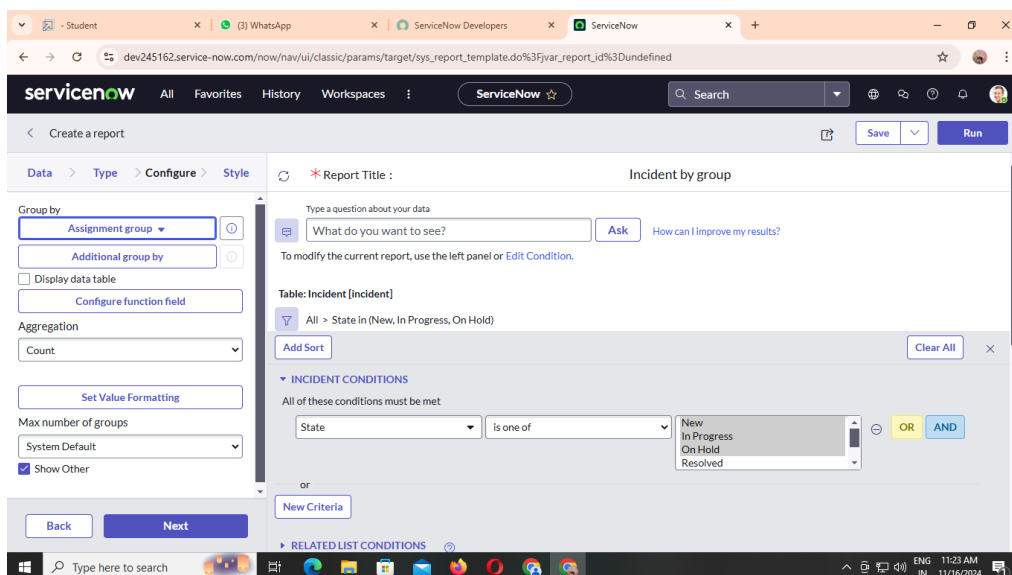 - Student
(3) WhatsApp
ServiceNow Developers
ServiceNow
dev245162.service-now.com/now/nav/ui/classic/params/target/sys_report_template.do%3Fjvar_report_id%3Dundefined
servicenow All Favorites History Workspaces ServiceNow Search
Create a report Save Run
Data > Type > Configure > Style
* Report Title : Incident by group
Group by
Assignment group
Additional group by
Display data table
Configure function field
Aggregation
Count
Set Value Formatting
Max number of groups
System Default
Show Other
Back Next
Type a question about your data
What do you want to see? Ask How can I improve my results?
To modify the current report, use the left panel or Edit Condition.
Table: Incident [incident]
All > State in (New, In Progress, On Hold)
Add Sort Clear All
INCIDENT CONDITIONS
All of these conditions must be met
State is one of
New
In Progress
On Hold
Resolved
OR AND
or
New Criteria
RELATED LIST CONDITIONS
Type here to search
ENG 11:23 AM
IN 11/16/2024